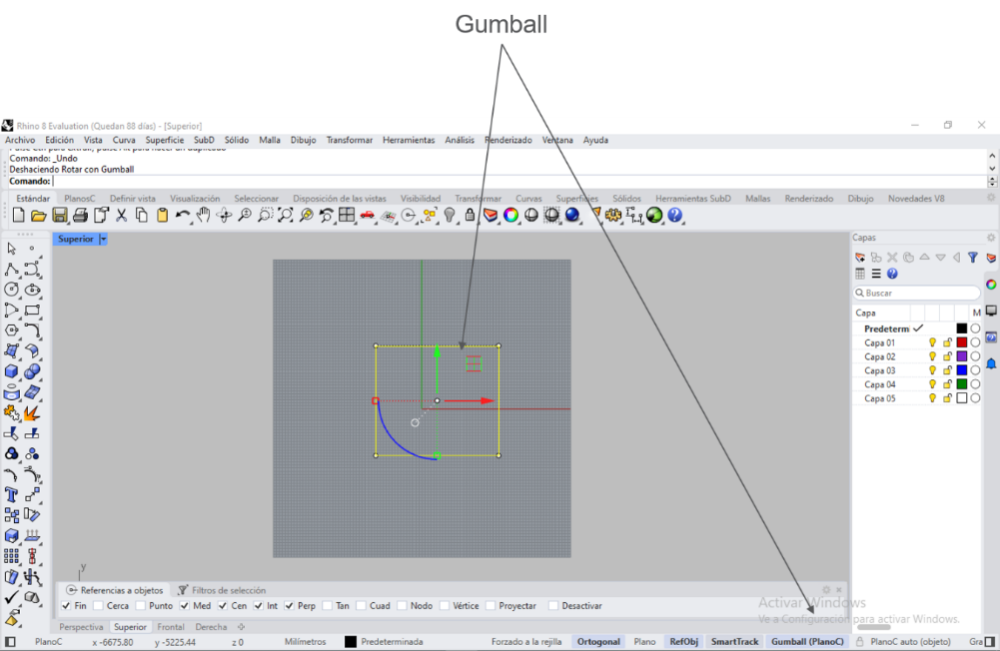 Gumball
Rhino 8 Evaluation (Quedan 88 días) - [Superior]
Archivo Edición Vista Curva Superficie SubD Sólido Malla Dibujo Transformar Herramientas Análisis Renderizado Ventana Ayuda
Comando: _Undo
Deshaciendo Rotar con Gumball
Comando:
Estándar PlanosC Definir vista Visualización Seleccionar Disposición de las vistas Visibilidad Transformar Curvas Superficies Sólidos Herramientas SubD Mallas Renderizado Dibujo Novedades V8
Superior
Capas
Buscar
Capa M
Predeterm
Capa 01
Capa 02
Capa 03
Capa 04
Capa 05
y
Referencias a objetos Filtros de selección
Fin Cerca Punto Med Cen Int Perp Tan Cuad Nodo Vértice Proyectar Desactivar
Activar Windows
Ve a Configuración para activar Windows.
Perspectiva Superior Frontal Derecha
PlanoC x -6675.80 y -5225.44 z 0 Milímetros Predeterminada Forzado a la rejilla Ortogonal Plano RefObj SmartTrack Gumball (PlanoC) PlanoC auto (objeto) Gra